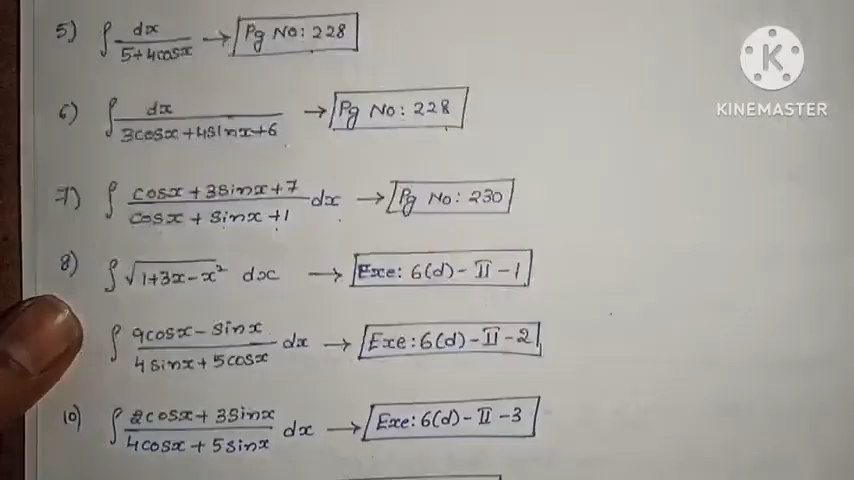 5) ∫ dx / 5+4cosx → Pg No: 228
KINEMASTER
6) ∫ dx / 3cosx+4sinx+6 → Pg No: 228
7) ∫ cosx+3sinx+7 / cosx+sinx+1 dx → Pg No: 230
8) ∫ √1+3x-x² dx → Exe: 6(d)-II-1
∫ 9cosx-sinx / 4sinx+5cosx dx → Exe: 6(d)-II-2
10) ∫ 2cosx+3sinx / 4cosx+5sinx dx → Exe: 6(d)-II-3